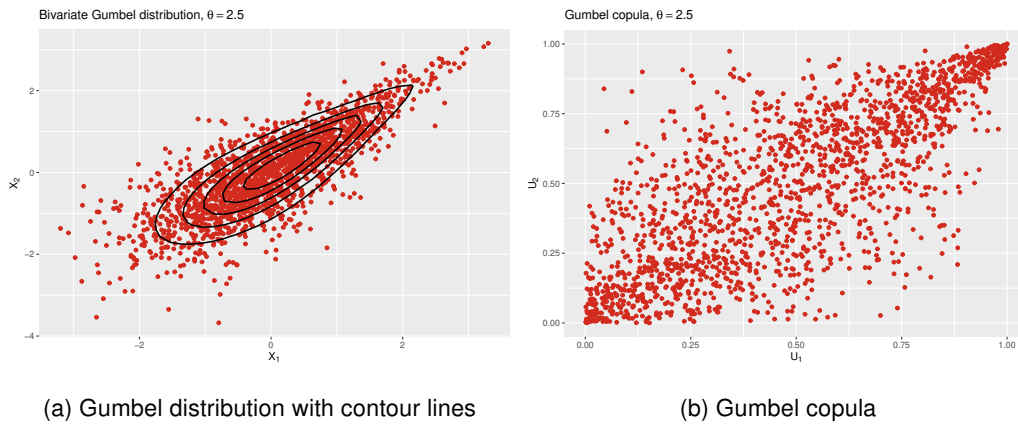 Bivariate Gumbel distribution, θ = 2.5
2
0
−2
−4
X₂
−2
0
2
X₁
(a) Gumbel distribution with contour lines
Gumbel copula, θ = 2.5
1.00
0.75
0.50
0.25
0.00
U₂
0.00
0.25
0.50
0.75
1.00
U₁
(b) Gumbel copula